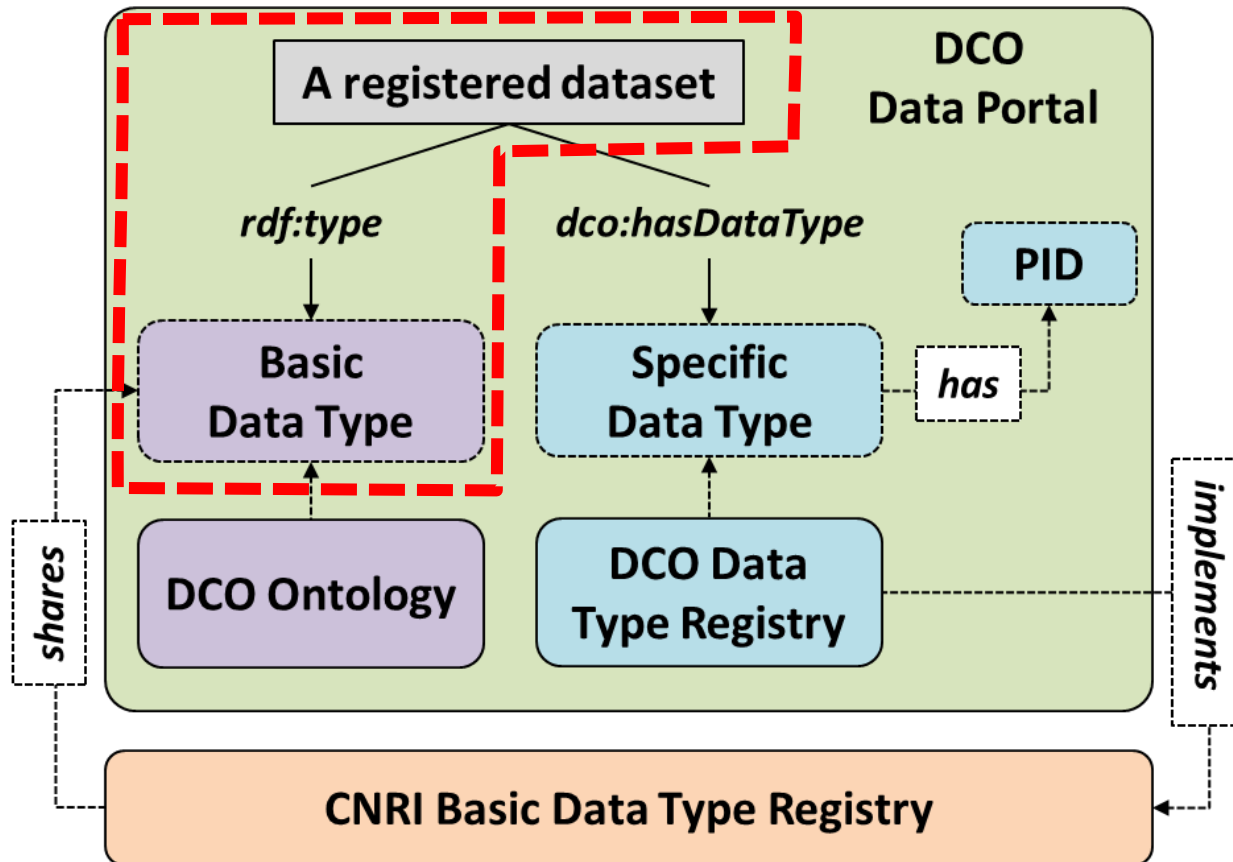 DCO
Data Portal
A registered dataset
rdf:type
dco:hasDataType
PID
Basic
Data Type
Specific
Data Type
has
shares
DCO Ontology
DCO Data
Type Registry
implements
CNRI Basic Data Type Registry